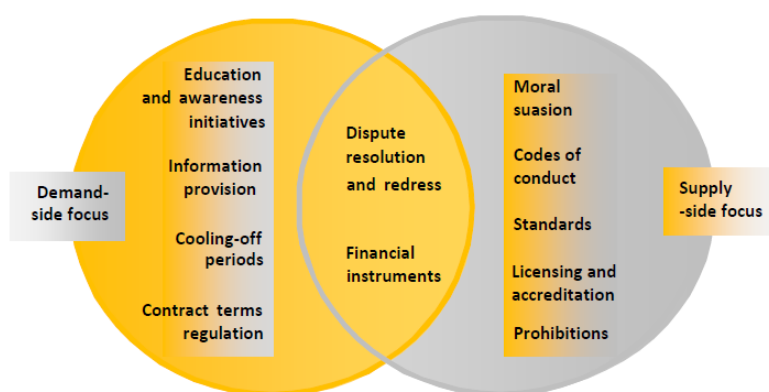 Demand-
side focus
Education
and awareness
initiatives
Information
provision
Cooling-off
periods
Contract terms
regulation
Dispute
resolution
and redress
Financial
instruments
Moral
suasion
Codes of
conduct
Standards
Licensing and
accreditation
Prohibitions
Supply
-side focus